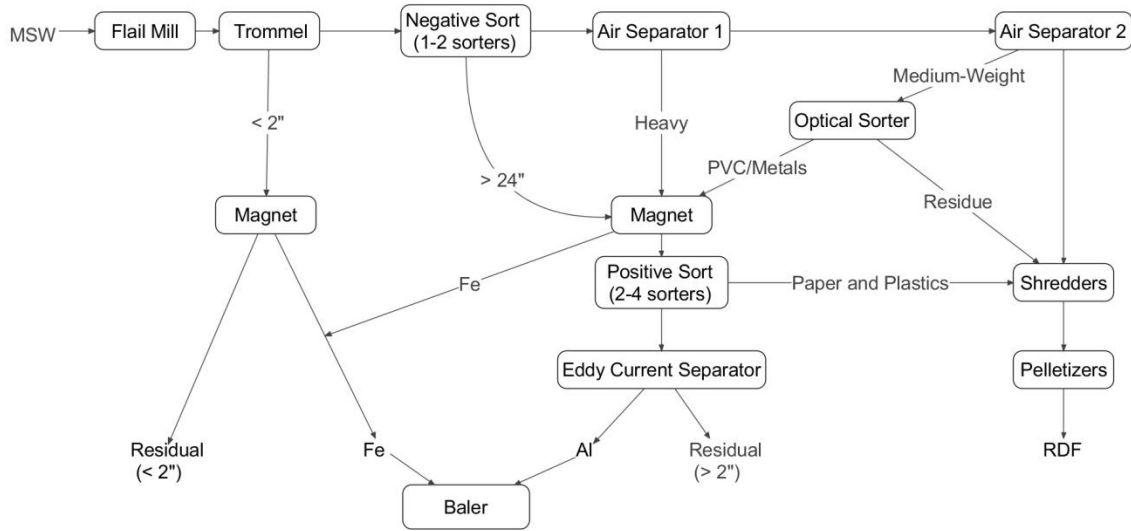 MSW
Flail Mill
Trommel
Negative Sort
(1-2 sorters)
Air Separator 1
Air Separator 2
Medium-Weight
< 2"
Heavy
Optical Sorter
PVC/Metals
> 24"
Residue
Magnet
Magnet
Fe
Positive Sort
(2-4 sorters)
Paper and Plastics
Shredders
Eddy Current Separator
Pelletizers
Residual
(< 2")
Fe
Al
Residual
(> 2")
RDF
Baler